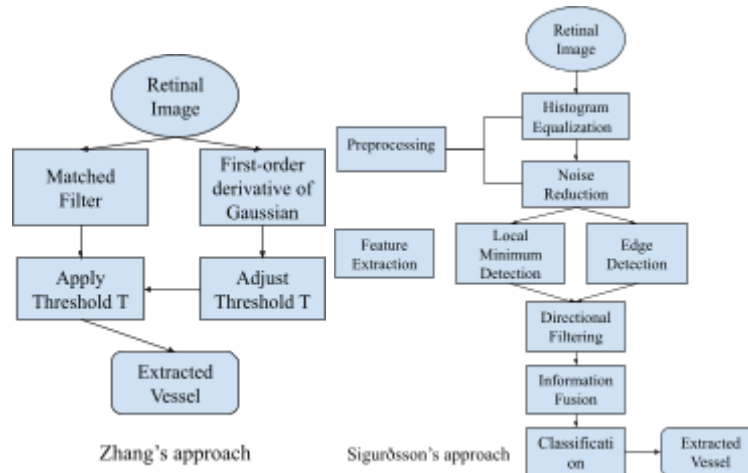 Retinal
Image
Matched
Filter
First-order
derivative of
Gaussian
Apply
Threshold T
Adjust
Threshold T
Extracted
Vessel
Zhang's approach
Retinal
Image
Histogram
Equalization
Preprocessing
Noise
Reduction
Feature
Extraction
Local
Minimum
Detection
Edge
Detection
Directional
Filtering
Information
Fusion
Classificati
on
Extracted
Vessel
Sigurðsson's approach